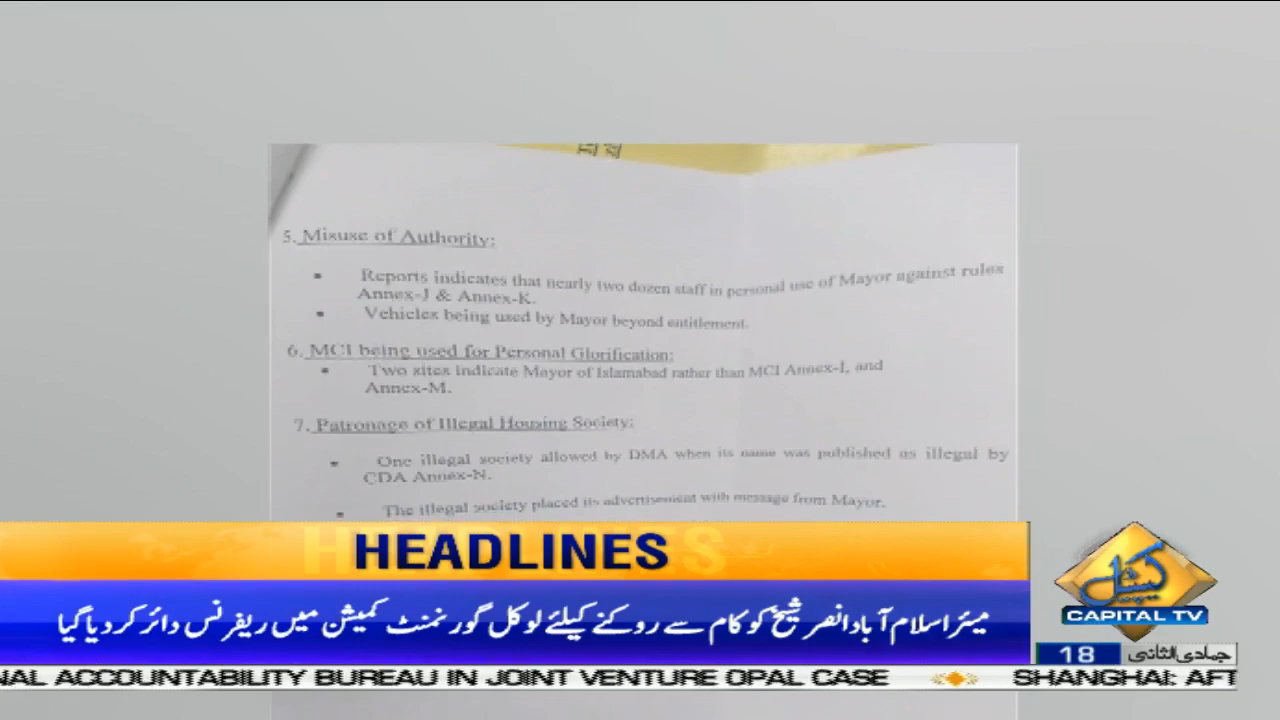 5. Misuse of Authority:
▪ Reports indicates that nearly two dozen staff in personal use of Mayor against rules
Annex-J & Annex-K.
▪ Vehicles being used by Mayor beyond entitlement.
6. MCI being used for Personal Glorification:
▪ Two sites indicate Mayor of Islamabad rather than MCI Annex-I, and
Annex-M.
7. Patronage of Illegal Housing Society:
▪ One illegal society allowed by DMA when its name was published as illegal by
CDA Annex-N.
▪ The illegal society placed its advertisement with message from Mayor.
HEADLINES
میئر اسلام آباد انصر شیخ کو کام سے روکنے کیلئے لوکل گورنمنٹ کمیشن میں ریفرنس دائر کر دیا گیا
کیپیٹل
CAPITAL TV
18 جمادی الثانی
NAL ACCOUNTABILITY BUREAU IN JOINT VENTURE OPAL CASE SHANGHAI: AFT